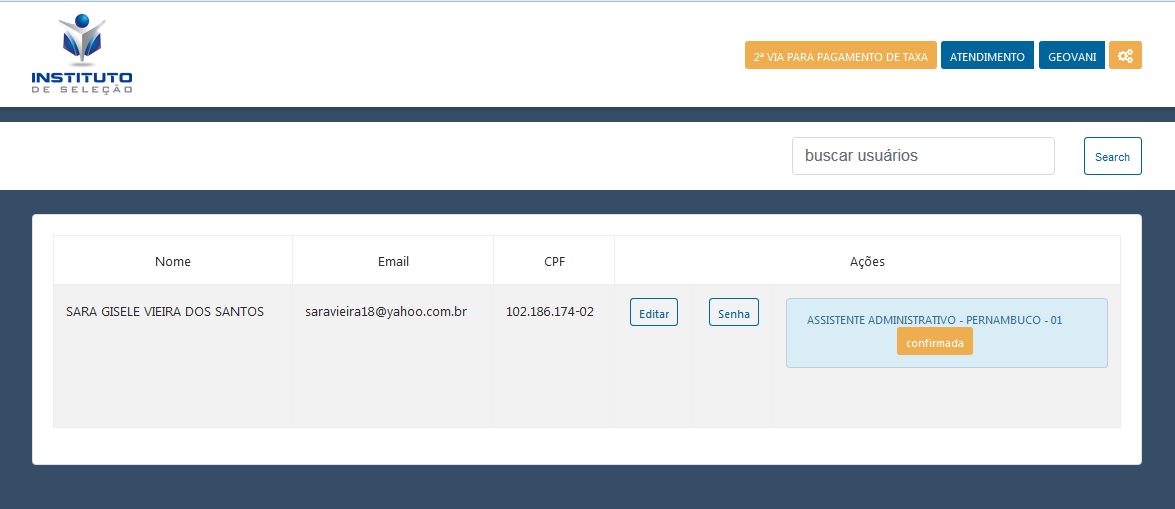 INSTITUTO
DE SELEÇÃO
2ª VIA PARA PAGAMENTO DE TAXA
ATENDIMENTO
GEOVANI
buscar usuários
Search
Nome
Email
CPF
Ações
SARA GISELE VIEIRA DOS SANTOS
saravieira18@yahoo.com.br
102.186.174-02
Editar
Senha
ASSISTENTE ADMINISTRATIVO - PERNAMBUCO - 01
confirmada